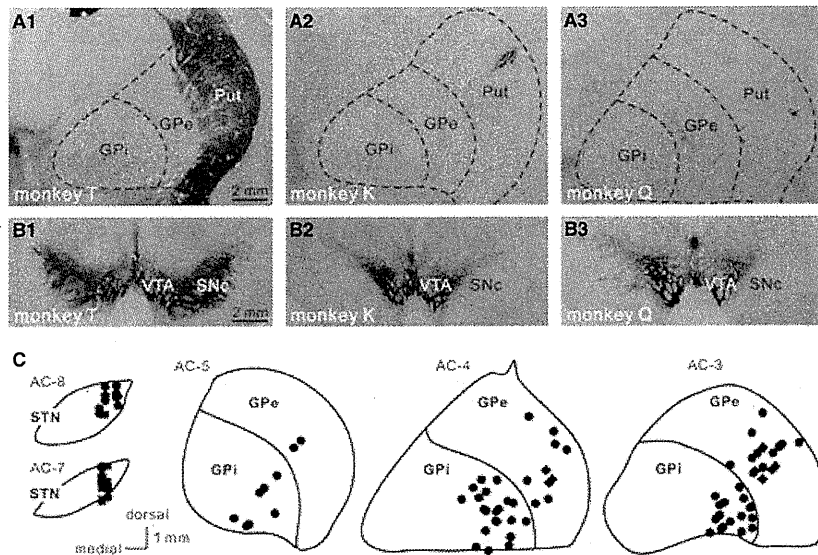 A1
Put
GPe
GPi
monkey T
2 mm
A2
Put
GPe
GPi
monkey K
A3
Put
GPe
GPi
monkey Q
B1
VTA
SNc
monkey T
2 mm
B2
VTA
SNc
monkey K
B3
VTA
SNc
monkey Q
C
AC-8
STN
AC-7
STN
dorsal
medial
1 mm
AC-5
GPe
GPi
AC-4
GPe
GPi
AC-3
GPe
GPi